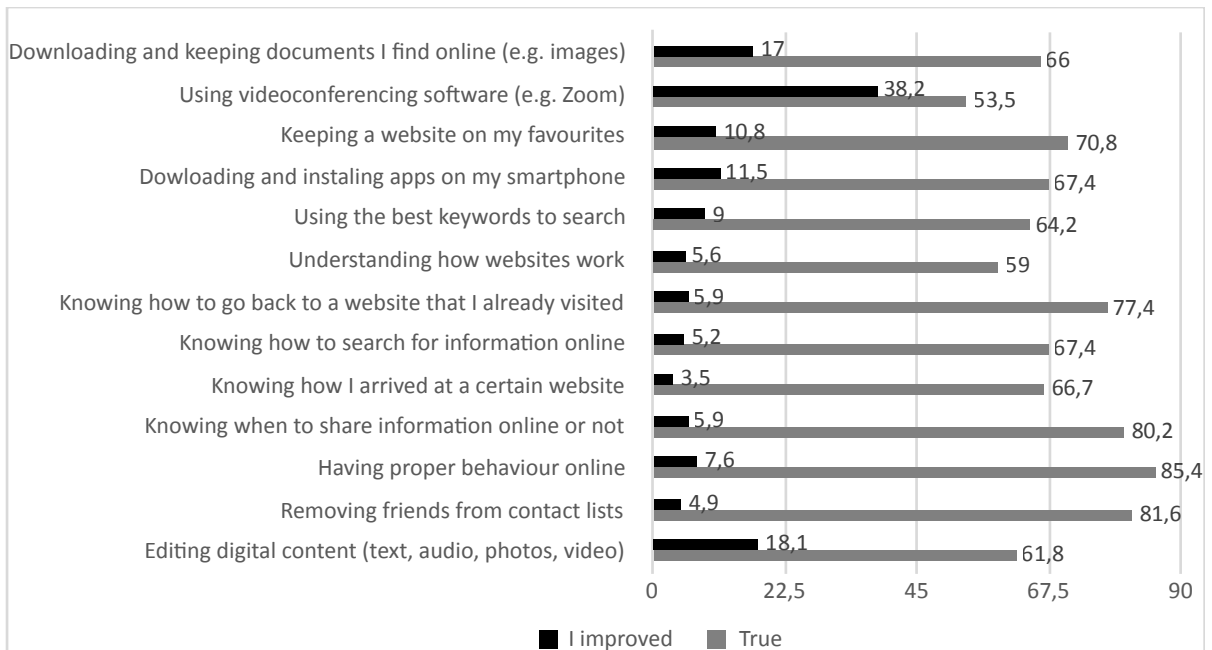 Downloading and keeping documents I find online (e.g. images) 17 66
Using videoconferencing software (e.g. Zoom) 38,2 53,5
Keeping a website on my favourites 10,8 70,8
Dowloading and instaling apps on my smartphone 11,5 67,4
Using the best keywords to search 9 64,2
Understanding how websites work 5,6 59
Knowing how to go back to a website that I already visited 5,9 77,4
Knowing how to search for information online 5,2 67,4
Knowing how I arrived at a certain website 3,5 66,7
Knowing when to share information online or not 5,9 80,2
Having proper behaviour online 7,6 85,4
Removing friends from contact lists 4,9 81,6
Editing digital content (text, audio, photos, video) 18,1 61,8
0 22,5 45 67,5 90
I improved True